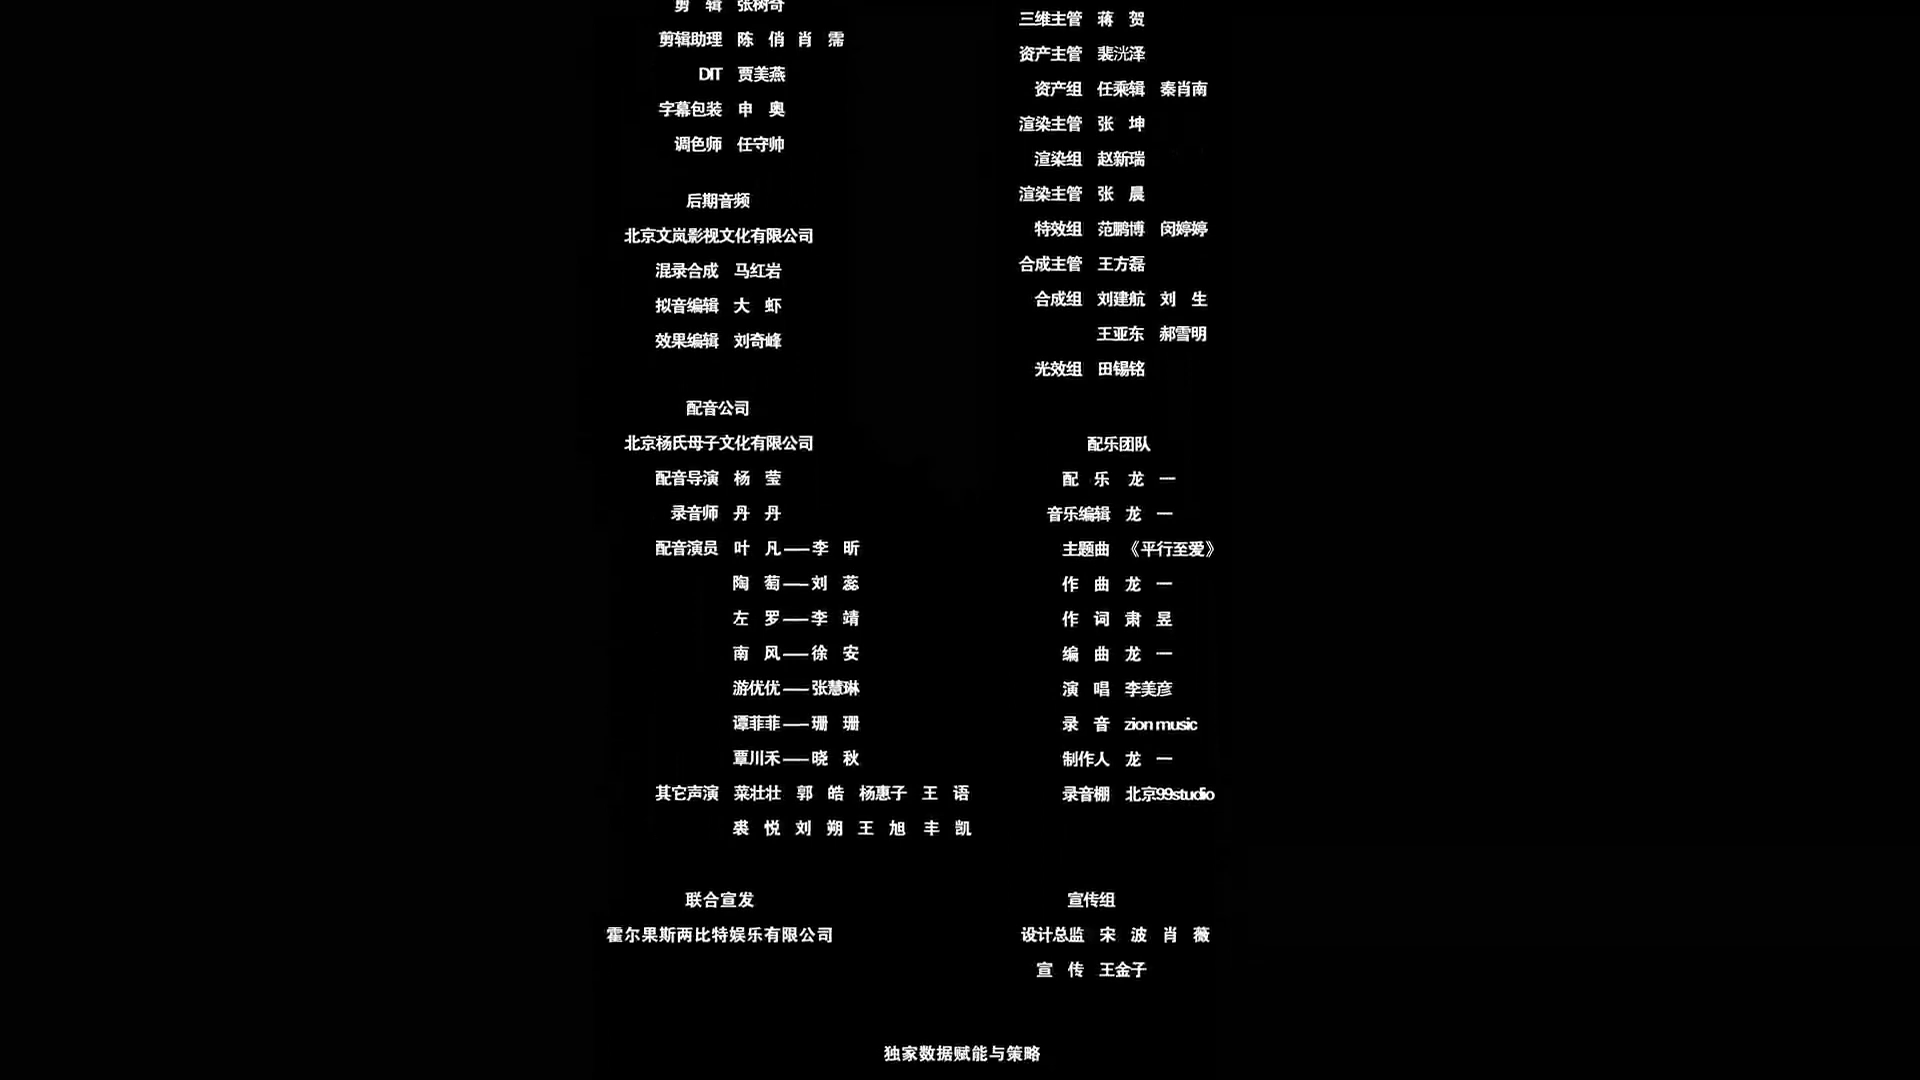 剪　辑　张树奇
剪辑助理　陈　俏　肖　霈
DIT　贾美燕
字幕包装　申　奥
调色师　任守帅
后期音频
北京文岚影视文化有限公司
混录合成　马红岩
拟音编辑　大　虾
效果编辑　刘奇峰
配音公司
北京杨氏母子文化有限公司
配音导演　杨　莹
录音师　丹　丹
配音演员　叶　凡——李　昕
陶　萄——刘　蕊
左　罗——李　靖
南　风——徐　安
游优优——张慧琳
谭菲菲——珊　珊
覃川禾——晓　秋
其它声演　菜壮壮　郭　皓　杨惠子　王　语
裘　悦　刘　朔　王　旭　丰　凯
联合宣发
霍尔果斯两比特娱乐有限公司
三维主管　蒋　贺
资产主管　裴洸泽
资产组　任乘辑　秦肖南
渲染主管　张　坤
渲染组　赵新瑞
渲染主管　张　晨
特效组　范鹏博　闵婷婷
合成主管　王方磊
合成组　刘建航　刘　生
王亚东　郝雪明
光效组　田锡铭
配乐团队
配　乐　龙　一
音乐编辑　龙　一
主题曲　《平行至爱》
作　曲　龙　一
作　词　肃　昱
编　曲　龙　一
演　唱　李美彦
录　音　zion music
制作人　龙　一
录音棚　北京99studio
宣传组
设计总监　宋　波　肖　薇
宣　传　王金子
独家数据赋能与策略